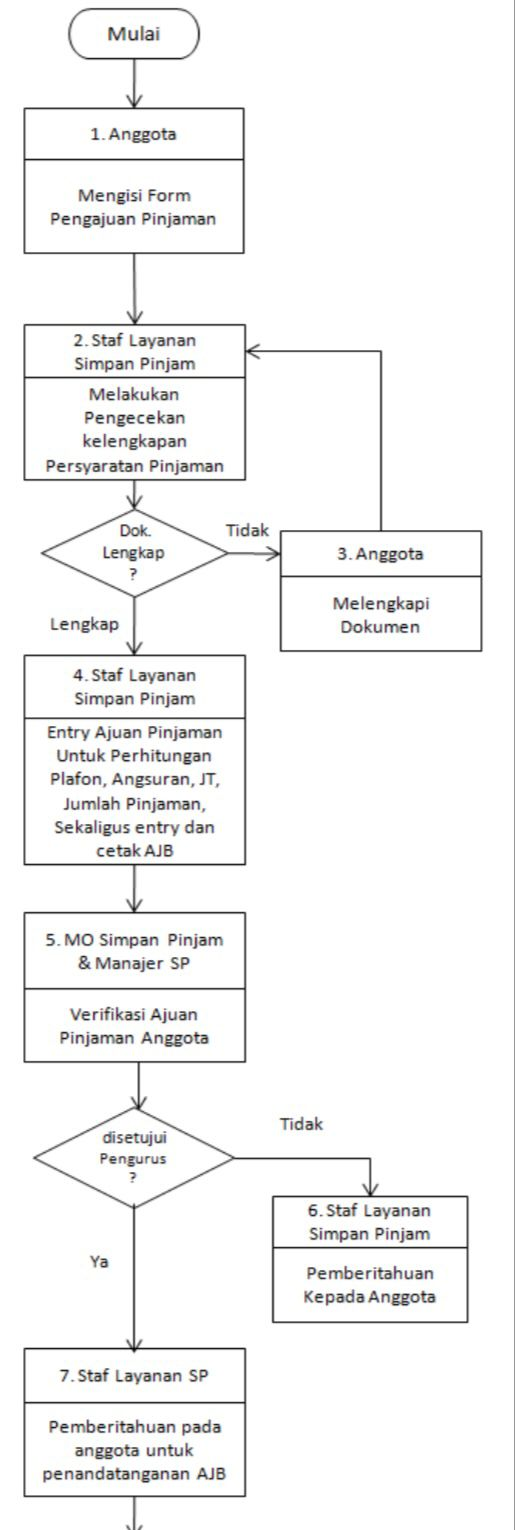 Mulai
1. Anggota
Mengisi Form
Pengajuan Pinjaman
2. Staf Layanan
Simpan Pinjam
Melakukan
Pengecekan
kelengkapan
Persyaratan Pinjaman
Dok.
Lengkap
?
Tidak
3. Anggota
Melengkapi
Dokumen
Lengkap
4. Staf Layanan
Simpan Pinjam
Entry Ajuan Pinjaman
Untuk Perhitungan
Plafon, Angsuran, JT,
Jumlah Pinjaman,
Sekaligus entry dan
cetak AJB
5. MO Simpan Pinjam
& Manajer SP
Verifikasi Ajuan
Pinjaman Anggota
disetujui
Pengurus
?
Tidak
6. Staf Layanan
Simpan Pinjam
Pemberitahuan
Kepada Anggota
Ya
7. Staf Layanan SP
Pemberitahuan pada
anggota untuk
penandatanganan AJB